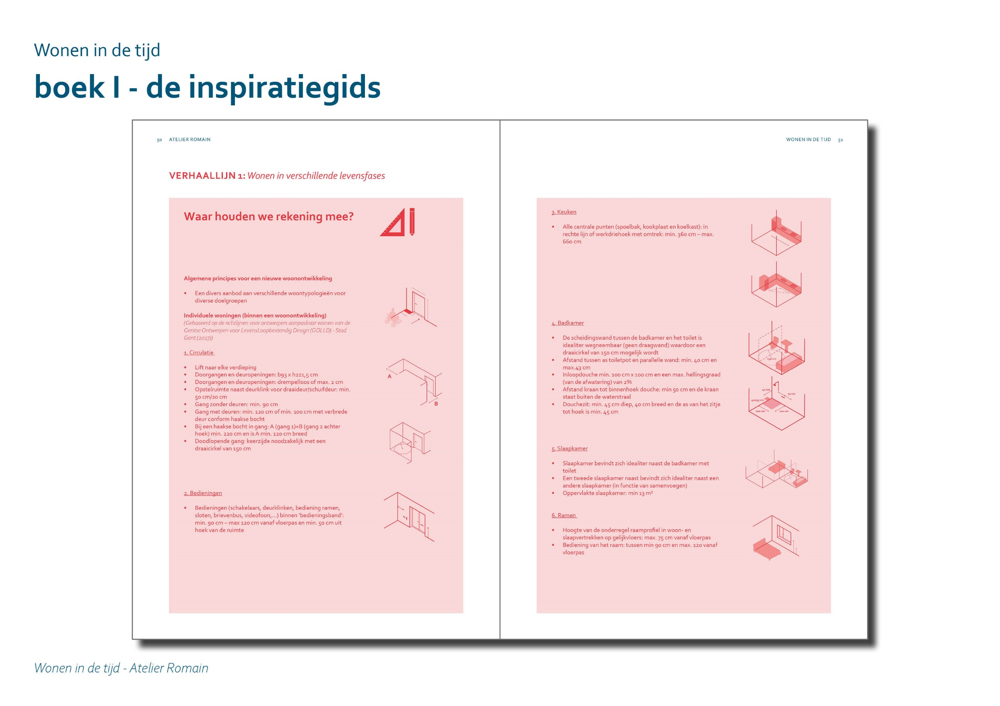 Wonen in de tijd
boek I - de inspiratiegids
50 ATELIER ROMAIN
VERHAALLIJN 1: Wonen in verschillende levensfases
Waar houden we rekening mee?
Algemene principes voor een nieuwe woonontwikkeling
• Een divers aanbod aan verschillende woontypologieën voor
diverse doelgroepen
Individuele woningen (binnen een woonontwikkeling)
(Gebaseerd op de richtlijnen voor ontwerpers aanpasbaar wonen van de
Gentse Ontwerpen voor LevensLoopbestendig Design (GOLLD) - Stad
Gent (2017))
1. Circulatie
• Lift naar elke verdieping
• Doorgangen en deuropeningen: b93 x h221,5 cm
• Doorgangen en deuropeningen: drempelloos of max. 2 cm
• Opstelruimte naast deurklink voor draaideur/schuifdeur: min.
50 cm/20 cm
• Gang zonder deuren: min. 90 cm
• Gang met deuren: min. 120 cm of min. 100 cm met verbrede
deur conform haakse bocht
• Bij een haakse bocht in gang: A (gang 1)+B (gang 2 achter
hoek) min. 220 cm en is A min. 120 cm breed
• Doodlopende gang: keerzijde noodzakelijk met een
draaicirkel van 150 cm
A
B
2. Bedieningen
• Bedieningen (schakelaars, deurklinken, bediening ramen,
sloten, brievenbus, videofoon,...) binnen 'bedieningsband':
min. 90 cm – max 120 cm vanaf vloerpas en min. 50 cm uit
hoek van de ruimte
WONEN IN DE TIJD 51
3. Keuken
• Alle centrale punten (spoelbak, kookplaat en koelkast): in
rechte lijn of werkdriehoek met omtrek: min. 360 cm – max.
660 cm
4. Badkamer
• De scheidingswand tussen de badkamer en het toilet is
idealiter wegneembaar (geen draagwand) waardoor een
draaicirkel van 150 cm mogelijk wordt
• Afstand tussen as toiletpot en parallelle wand: min. 40 cm en
max.43 cm
• Inloopdouche min. 100 cm x 100 cm en een max. hellingsgraad
(van de afwatering) van 2%
• Afstand kraan tot binnenhoek douche: min 50 cm en de kraan
staat buiten de waterstraal
• Douchezit: min. 45 cm diep, 40 cm breed en de as van het zitje
tot hoek is min. 45 cm
150 cm
40 cm
50 cm
40x45 cm
100 cm
100 cm
5. Slaapkamer
• Slaapkamer bevindt zich idealiter naast de badkamer met
toilet
• Een tweede slaapkamer naast bevindt zich idealiter naast een
andere slaapkamer (in functie van samenvoegen)
• Oppervlakte slaapkamer: min 13 m²
6. Ramen
• Hoogte van de onderregel raamprofiel in woon- en
slaapvertrekken op gelijkvloers: max. 75 cm vanaf vloerpas
• Bediening van het raam: tussen min 90 cm en max. 120 vanaf
vloerpas
Wonen in de tijd - Atelier Romain